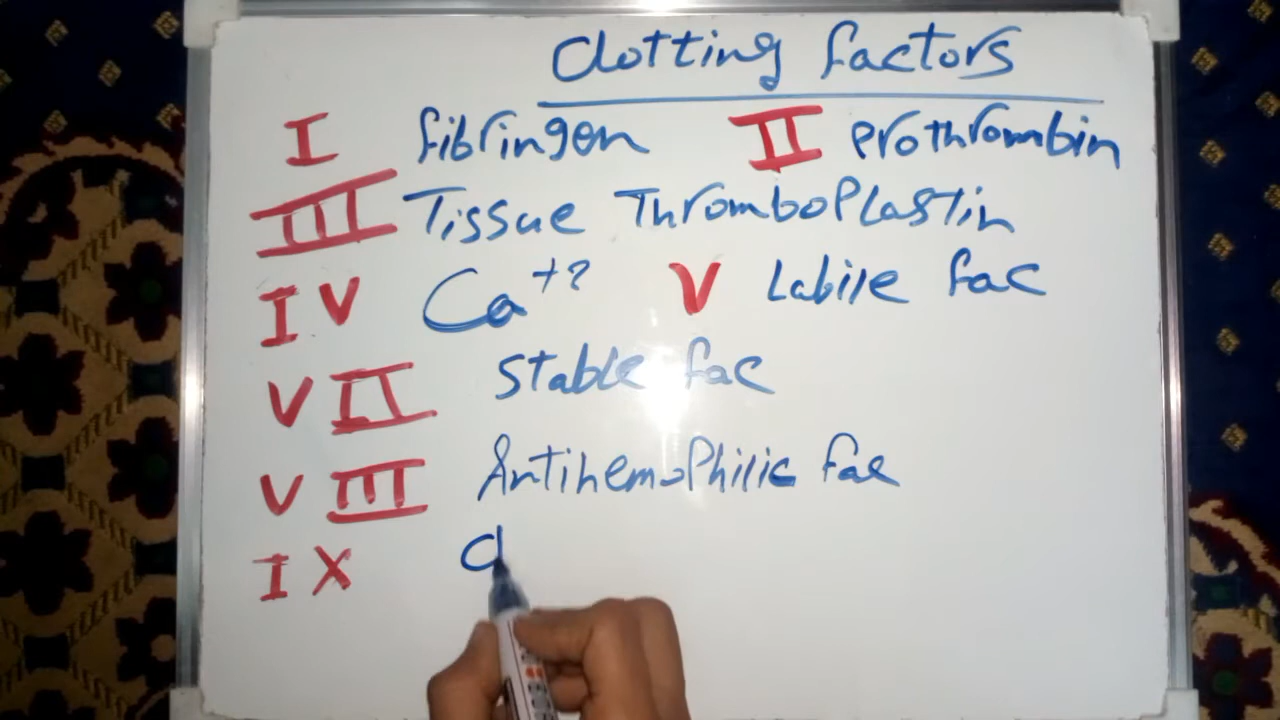 Clotting factors
I fibringen II Prothrombin
III Tissue ThromboPlastin
IV Ca+2 V Labile fac
VII Stable fac
VIII AntihemoPhilic fac
IX C